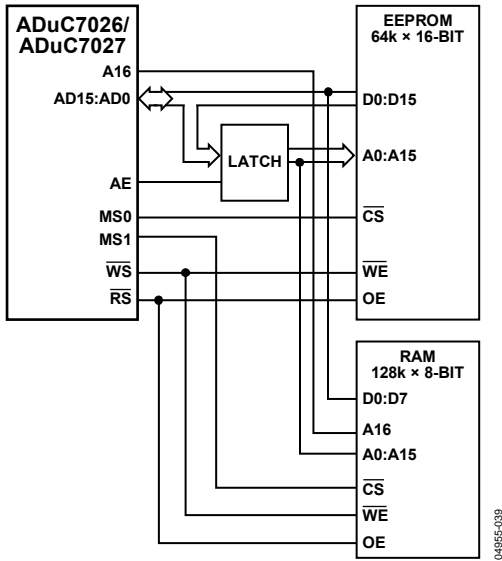 ADuC7026/
ADuC7027
A16
AD15:AD0
AE
MS0
MS1
WS
RS
LATCH
EEPROM
64k × 16-BIT
D0:D15
A0:A15
CS
WE
OE
RAM
128k × 8-BIT
D0:D7
A16
A0:A15
CS
WE
OE
04955-039